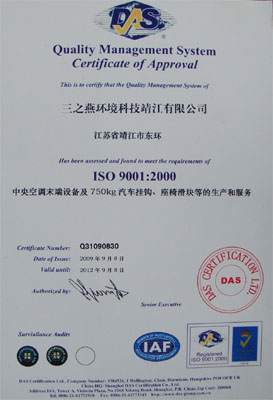 DAS
Quality Management System
Certificate of Approval
This is to certify that the Quality Management System of
三之燕环境科技靖江有限公司
江苏省靖江市东环
Has been assessed and found to meet the requirements of
ISO 9001:2000
中央空调末端设备及750kg汽车挂钩、座椅滑块等的生产和服务
Certificate Number: Q31090830
Date of Issue: 2009年9月8日
Valid until: 2012年9月8日
Authorized by:
Senior Executive
DAS CERTIFICATION LTD.
DAS
Surveillance Audits
IAF
Registered
ISO 9001:2000